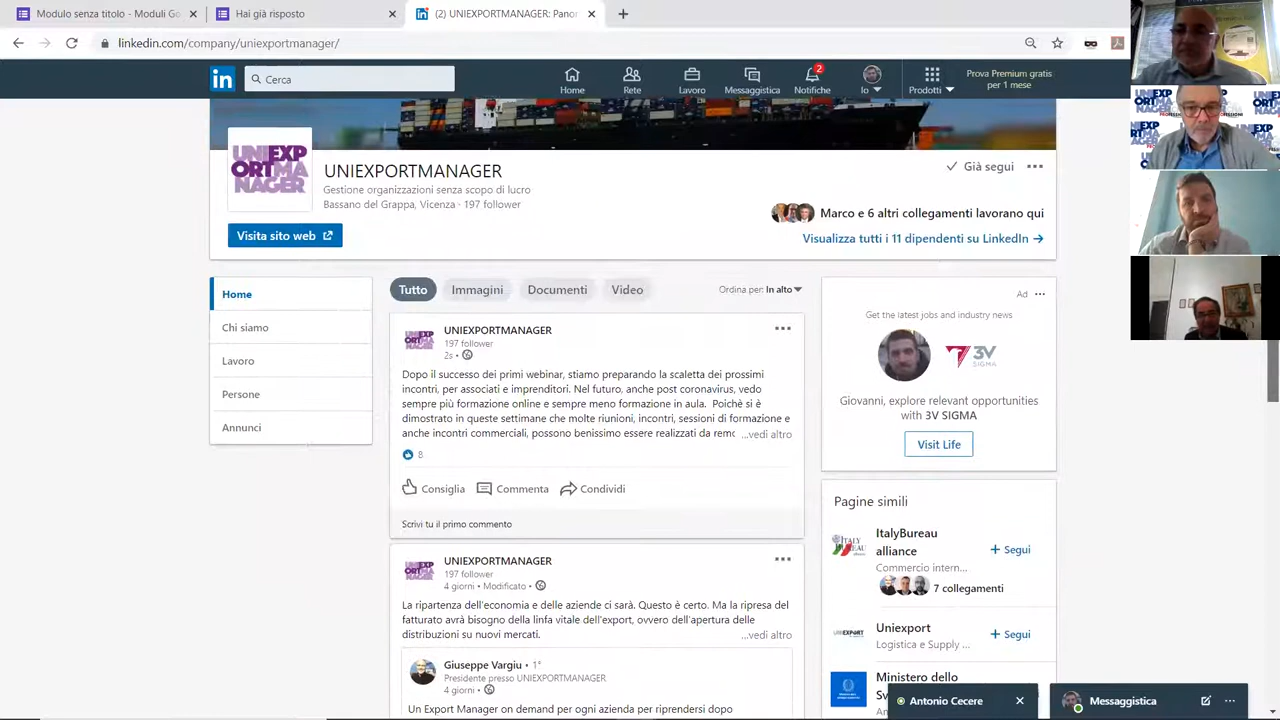 Modulo senza titolo - Moduli Go
Hai già risposto
(2) UNIEXPORTMANAGER: Panor
linkedin.com/company/uniexportmanager/
in
Cerca
Home
Rete
Lavoro
Messaggistica
2
Notifiche
Io
Prodotti
Prova Premium gratis
per 1 mese
UNIEXP
ORTMA
NAGER
UNIEXPORTMANAGER
Gestione organizzazioni senza scopo di lucro
Bassano del Grappa, Vicenza · 197 follower
Già segui
Marco e 6 altri collegamenti lavorano qui
Visita sito web
Visualizza tutti i 11 dipendenti su LinkedIn →
Home
Chi siamo
Lavoro
Persone
Annunci
Tutto
Immagini
Documenti
Video
Ordina per: In alto
UNIEXPORTMANAGER
197 follower
2s •
Dopo il successo dei primi webinar, stiamo preparando la scaletta dei prossimi
incontri, per associati e imprenditori. Nel futuro, anche post coronavirus, vedo
sempre più formazione online e sempre meno formazione in aula. Poichè si è
dimostrato in queste settimane che molte riunioni, incontri, sessioni di formazione e
anche incontri commerciali, possono benissimo essere realizzati da remo ...vedi altro
8
Consiglia
Commenta
Condividi
Scrivi tu il primo commento
UNIEXPORTMANAGER
197 follower
4 giorni • Modificato •
La ripartenza dell'economia e delle aziende ci sarà. Questo è certo. Ma la ripresa del
fatturato avrà bisogno della linfa vitale dell'export, ovvero dell'apertura delle
distribuzioni su nuovi mercati. ...vedi altro
Giuseppe Vargiu • 1°
Presidente presso UNIEXPORTMANAGER
4 giorni •
Un Export Manager on demand per ogni azienda per riprendersi dopo
Ad
Get the latest jobs and industry news
3V
SIGMA
Giovanni, explore relevant opportunities
with 3V SIGMA
Visit Life
Pagine simili
ItalyBureau
alliance
Commercio intern...
7 collegamenti
+ Segui
Uniexport
Logistica e Supply ...
+ Segui
Ministero dello
Antonio Cecere
Messaggistica